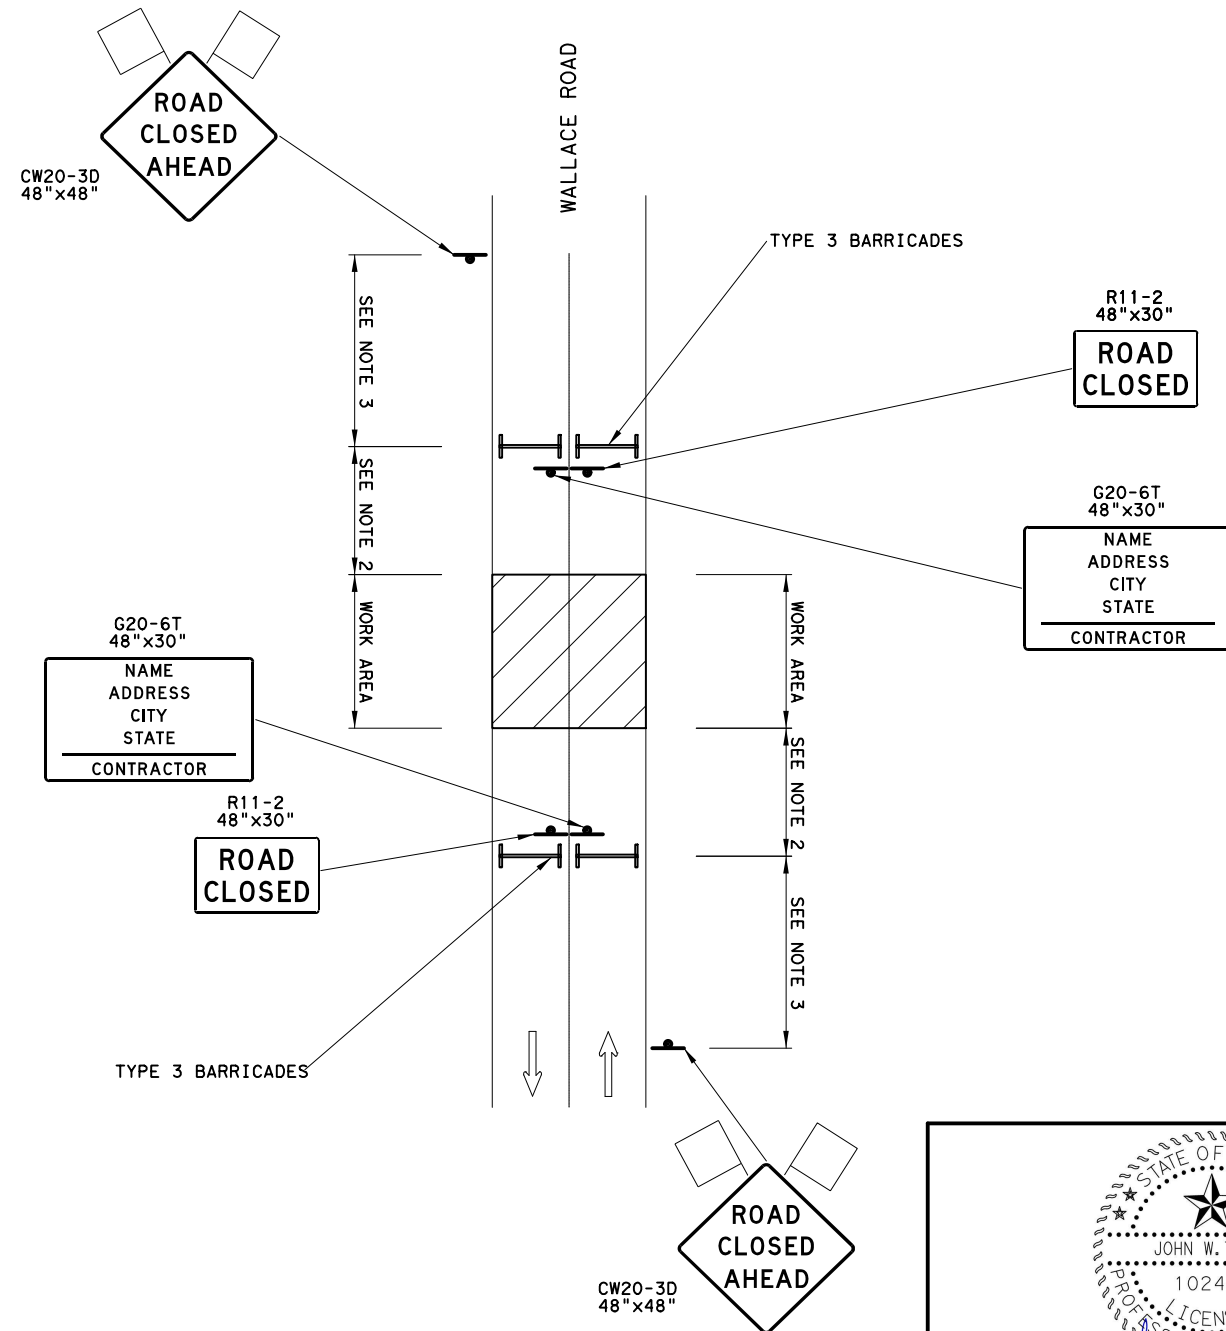 ROAD
CLOSED
AHEAD
CW20-3D
48"x48"
WALLACE ROAD
TYPE 3 BARRICADES
R11-2
48"x30"
ROAD
CLOSED
SEE NOTE 3
SEE NOTE 2
WORK AREA
G20-6T
48"x30"
NAME
ADDRESS
CITY
STATE
CONTRACTOR
G20-6T
48"x30"
NAME
ADDRESS
CITY
STATE
CONTRACTOR
WORK AREA
SEE NOTE 2
SEE NOTE 3
R11-2
48"x30"
ROAD
CLOSED
TYPE 3 BARRICADES
ROAD
CLOSED
AHEAD
CW20-3D
48"x48"
STATE OF
JOHN W.
1024